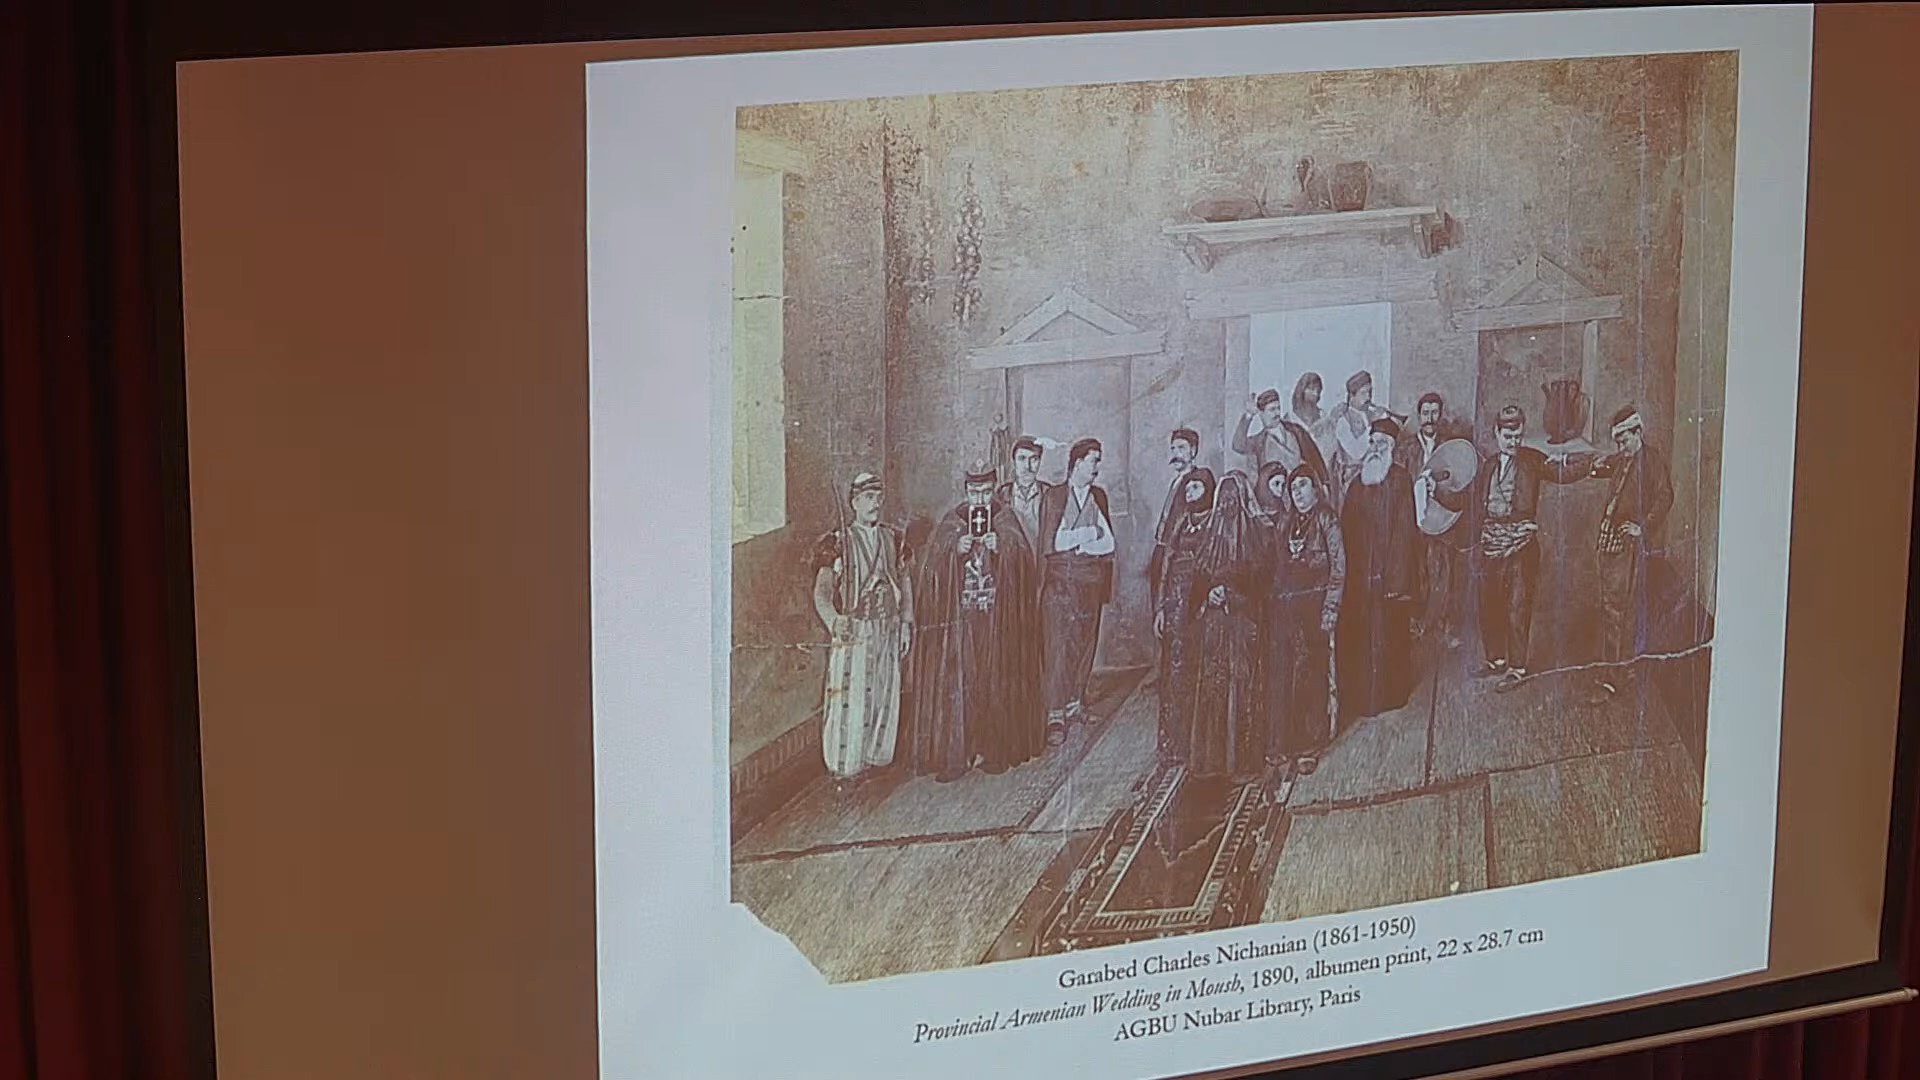 Garabed Charles Nichanian (1861-1950)
Provincial Armenian Wedding in Moush, 1890, albumen print, 22 x 28.7 cm
AGBU Nubar Library, Paris